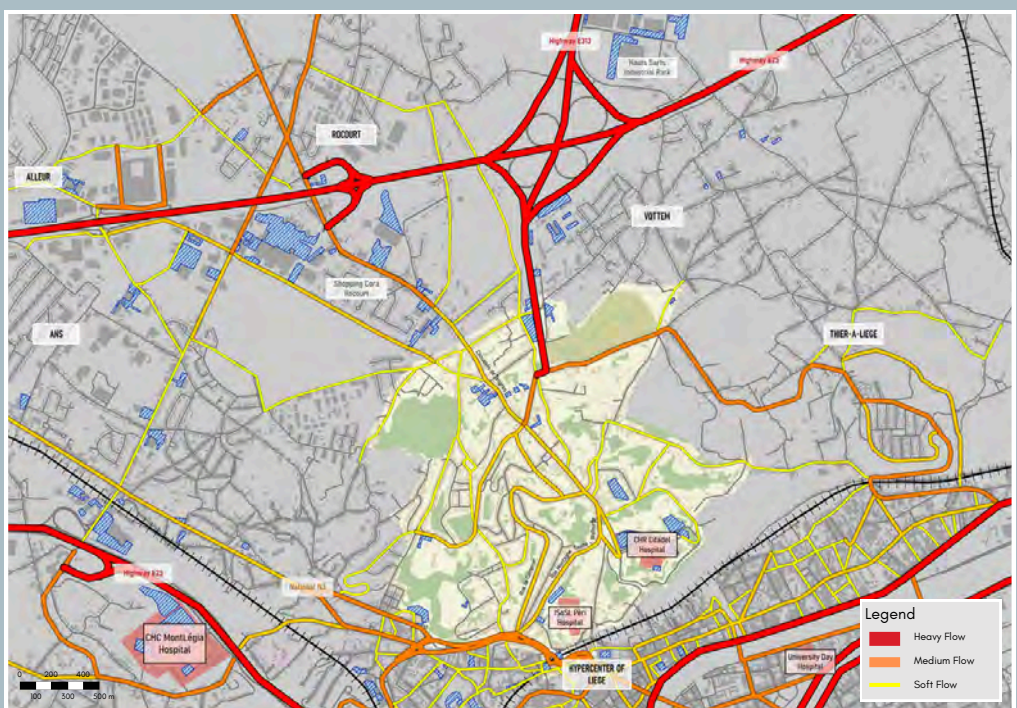 Highway E313
Highway E25
Hauts Sarts
Industrial Park
ROCOURT
ALLEUR
VOTTEM
Shopping Cora
Rocourt
ANS
THIER-A-LIEGE
CHR Citadel
Hospital
Highway E25
National N3
Hospital
CHC MontLégia
Hospital
HYPERCENTER OF
LIEGE
University Day
Hospital
Legend
Heavy Flow
Medium Flow
Soft Flow
0 200 400
100 300 500 m